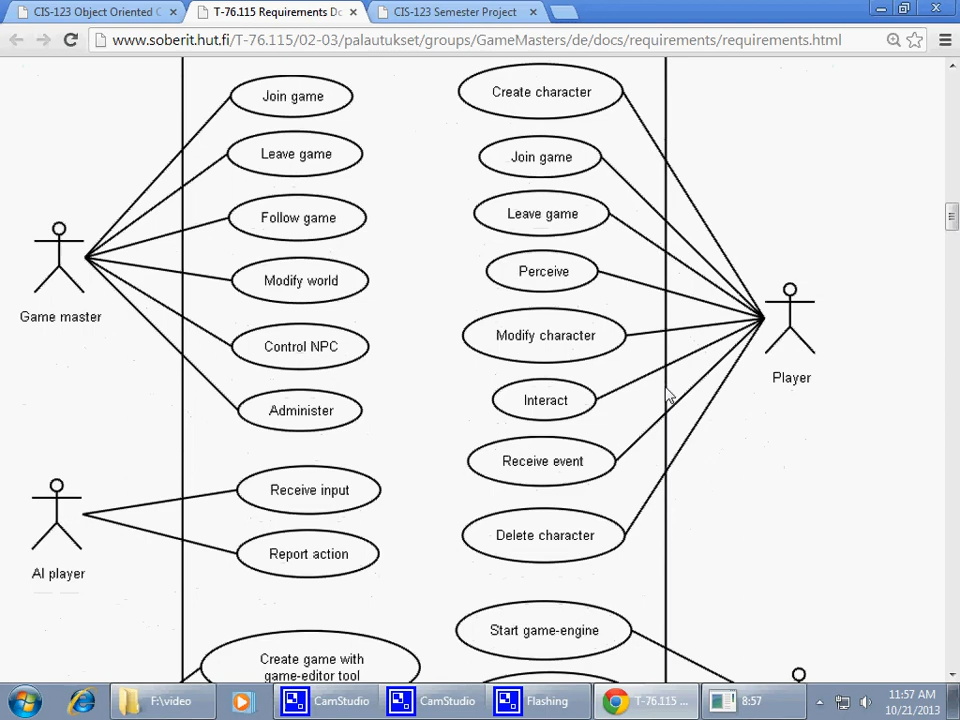 CIS-123 Object Oriented C
T-76.115 Requirements Do
CIS-123 Semester Project
www.soberit.hut.fi/T-76.115/02-03/palautukset/groups/GameMasters/de/docs/requirements/requirements.html
Join game
Leave game
Follow game
Modify world
Control NPC
Administer
Game master
Receive input
Report action
AI player
Create game with
game-editor tool
Create character
Join game
Leave game
Perceive
Modify character
Interact
Receive event
Delete character
Player
Start game-engine
F:\video
CamStudio
CamStudio
Flashing
T-76.115 ...
8:57
11:57 AM
10/21/2013